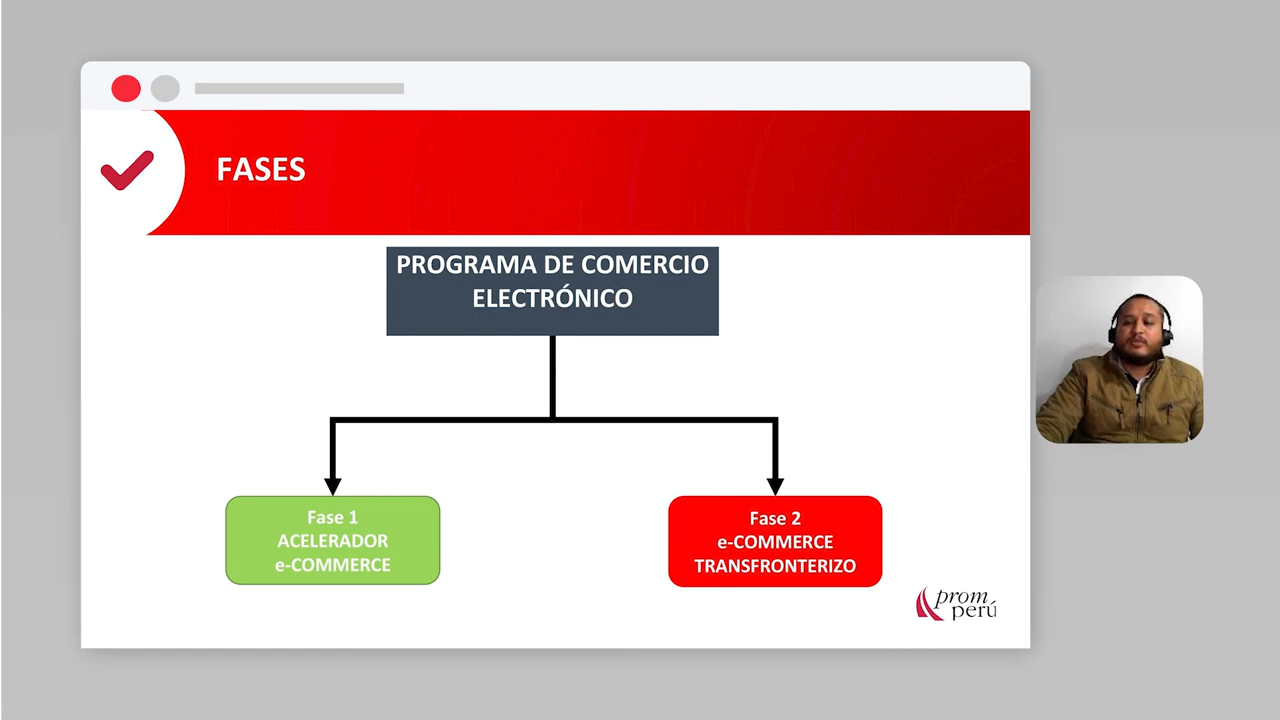 FASES
PROGRAMA DE COMERCIO
ELECTRÓNICO
Fase 1
ACELERADOR
e-COMMERCE
Fase 2
e-COMMERCE
TRANSFRONTERIZO
prom
perú